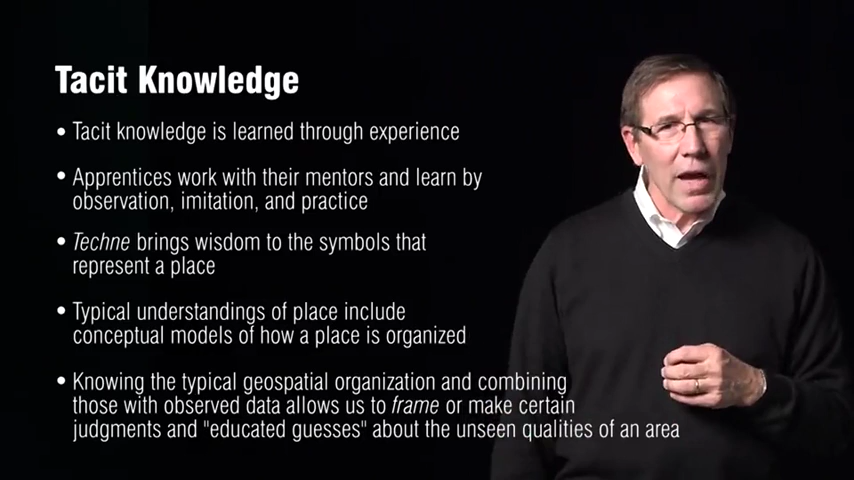 Tacit Knowledge
• Tacit knowledge is learned through experience
• Apprentices work with their mentors and learn by
observation, imitation, and practice
• Techne brings wisdom to the symbols that
represent a place
• Typical understandings of place include
conceptual models of how a place is organized
• Knowing the typical geospatial organization and combining
those with observed data allows us to frame or make certain
judgments and "educated guesses" about the unseen qualities of an area